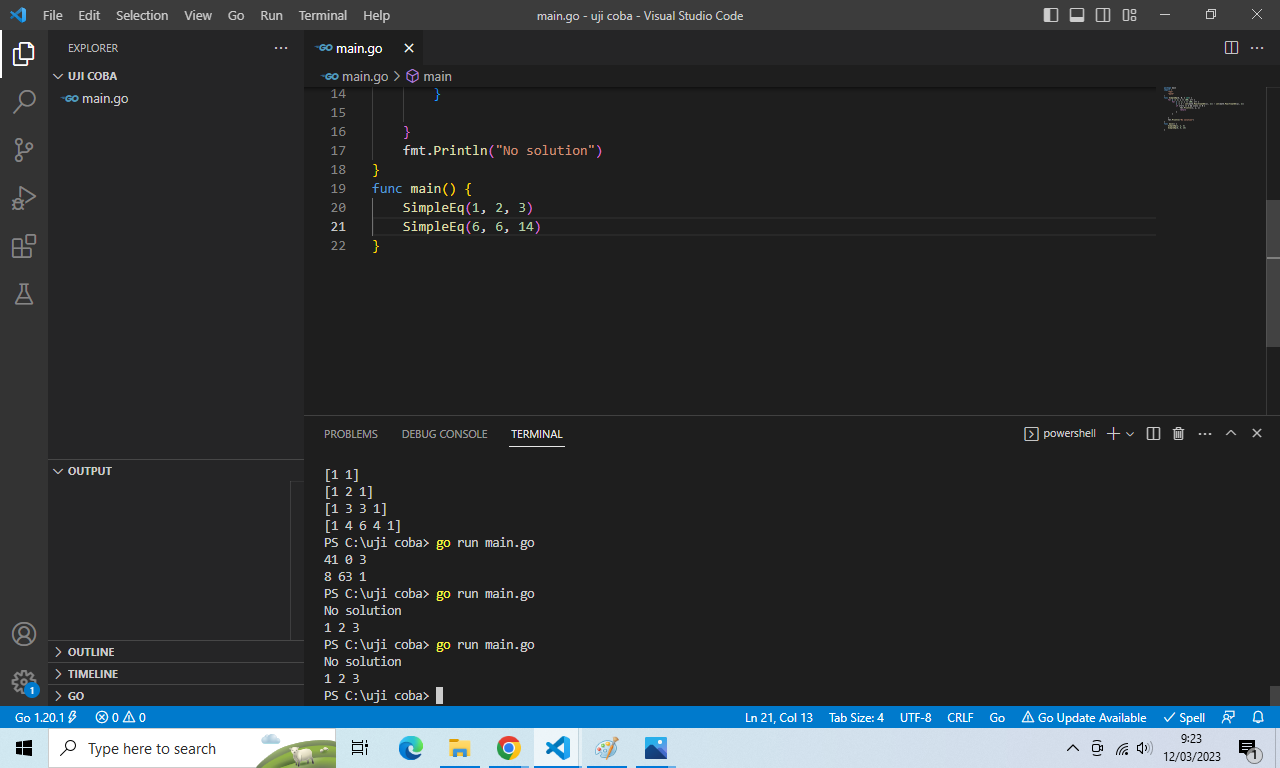 File Edit Selection View Go Run Terminal Help main.go - uji coba - Visual Studio Code
EXPLORER
UJI COBA
main.go
OUTPUT
OUTLINE
TIMELINE
GO
1
main.go
main.go > main
14 }
15
16 }
17 fmt.Println("No solution")
18 }
19 func main() {
20 SimpleEq(1, 2, 3)
21 SimpleEq(6, 6, 14)
22 }
PROBLEMS DEBUG CONSOLE TERMINAL powershell
[1 1]
[1 2 1]
[1 3 3 1]
[1 4 6 4 1]
PS C:\uji coba> go run main.go
41 0 3
8 63 1
PS C:\uji coba> go run main.go
No solution
1 2 3
PS C:\uji coba> go run main.go
No solution
1 2 3
PS C:\uji coba>
Go 1.20.1 0 0 Ln 21, Col 13 Tab Size: 4 UTF-8 CRLF Go Go Update Available Spell
Type here to search
9:23
12/03/2023
1